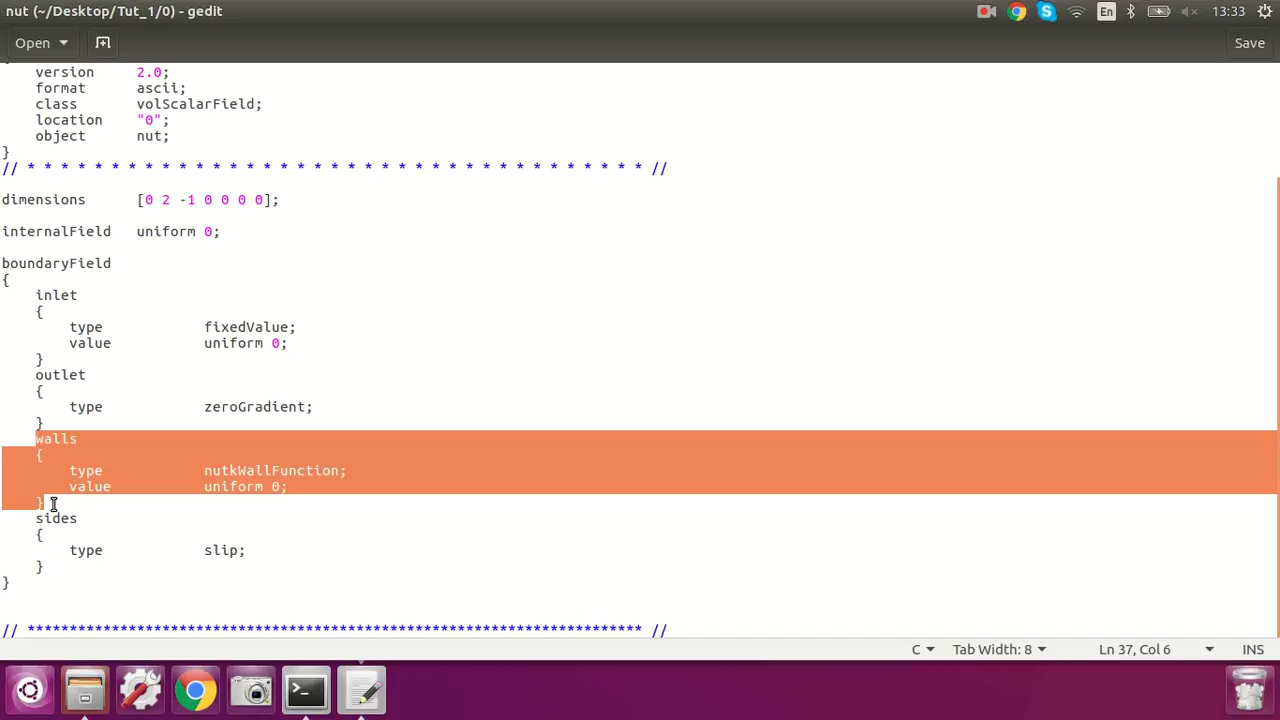 nut (~/Desktop/Tut_1/0) - gedit
En
13:33
Open
Save
version 2.0;
format ascii;
class volScalarField;
location "0";
object nut;
}
// * * * * * * * * * * * * * * * * * * * * * * * * * * * * * * * * * * * * * //
dimensions [0 2 -1 0 0 0 0];
internalField uniform 0;
boundaryField
{
inlet
{
type fixedValue;
value uniform 0;
}
outlet
{
type zeroGradient;
}
walls
{
type nutkWallFunction;
value uniform 0;
}
sides
{
type slip;
}
}
// ************************************************************************* //
C
Tab Width: 8
Ln 37, Col 6
INS